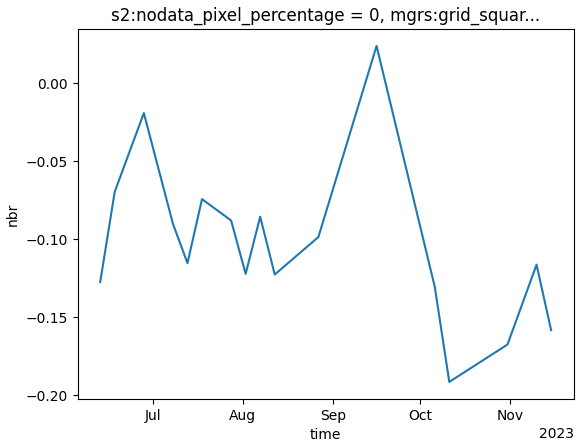 s2:nodata_pixel_percentage = 0, mgrs:grid_squar...
0.00
−0.05
−0.10
−0.15
−0.20
nbr
Jul Aug Sep Oct Nov
time
2023